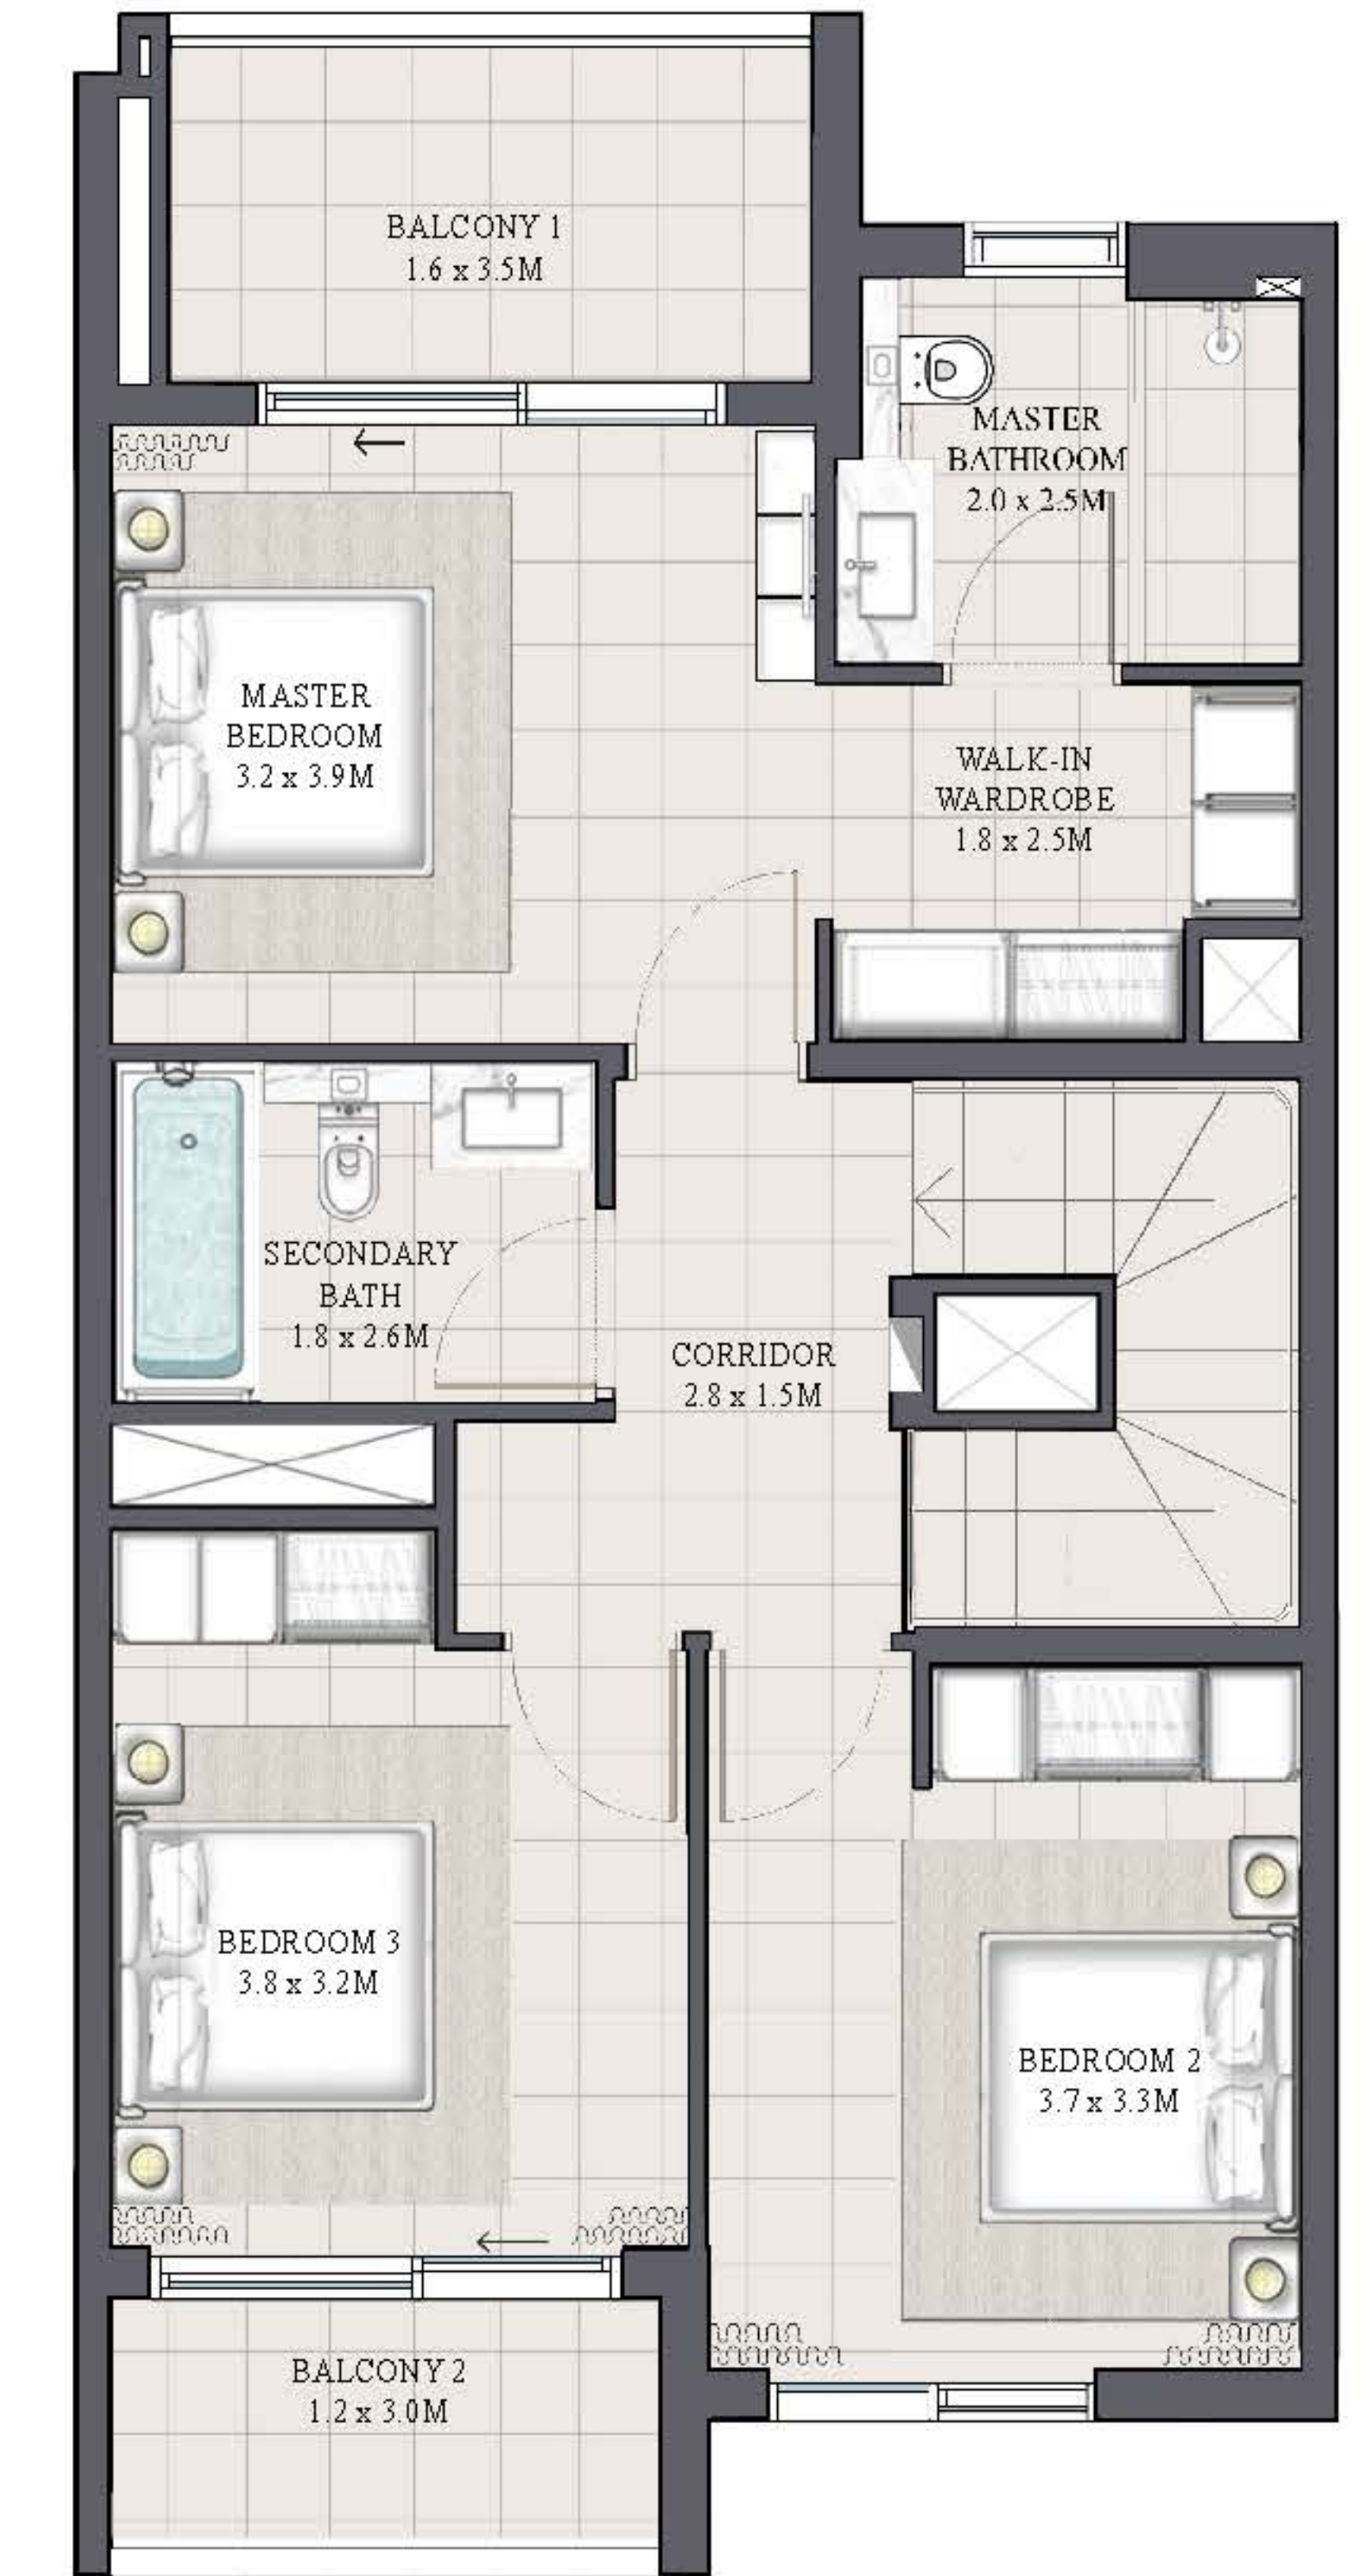 BALCONY 1
1.6 x 3.5M
MASTER
BATHROOM
2.0 x 2.5M
MASTER
BEDROOM
3.2 x 3.9M
WALK-IN
WARDROBE
1.8 x 2.5M
SECONDARY
BATH
1.8 x 2.6M
CORRIDOR
2.8 x 1.5M
BEDROOM 3
3.8 x 3.2M
BEDROOM 2
3.7 x 3.3M
BALCONY 2
1.2 x 3.0M